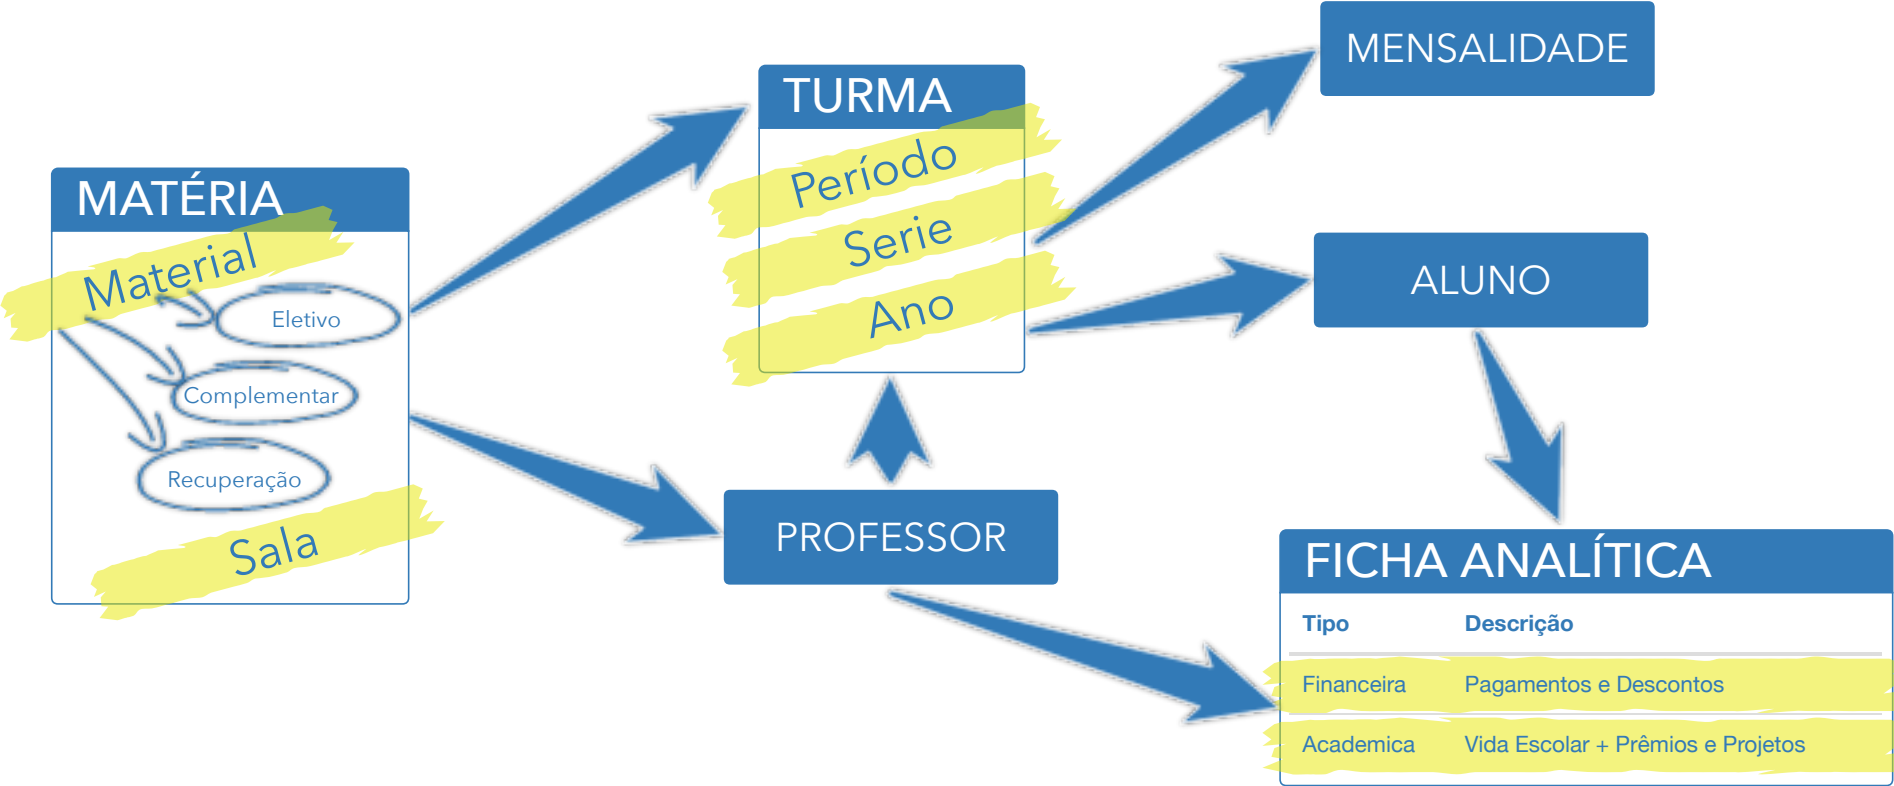 MATÉRIA
Material
Eletivo
Complementar
Recuperação
Sala
TURMA
Período
Serie
Ano
PROFESSOR
MENSALIDADE
ALUNO
FICHA ANALÍTICA
Tipo Descrição
Financeira Pagamentos e Descontos
Academica Vida Escolar + Prêmios e Projetos